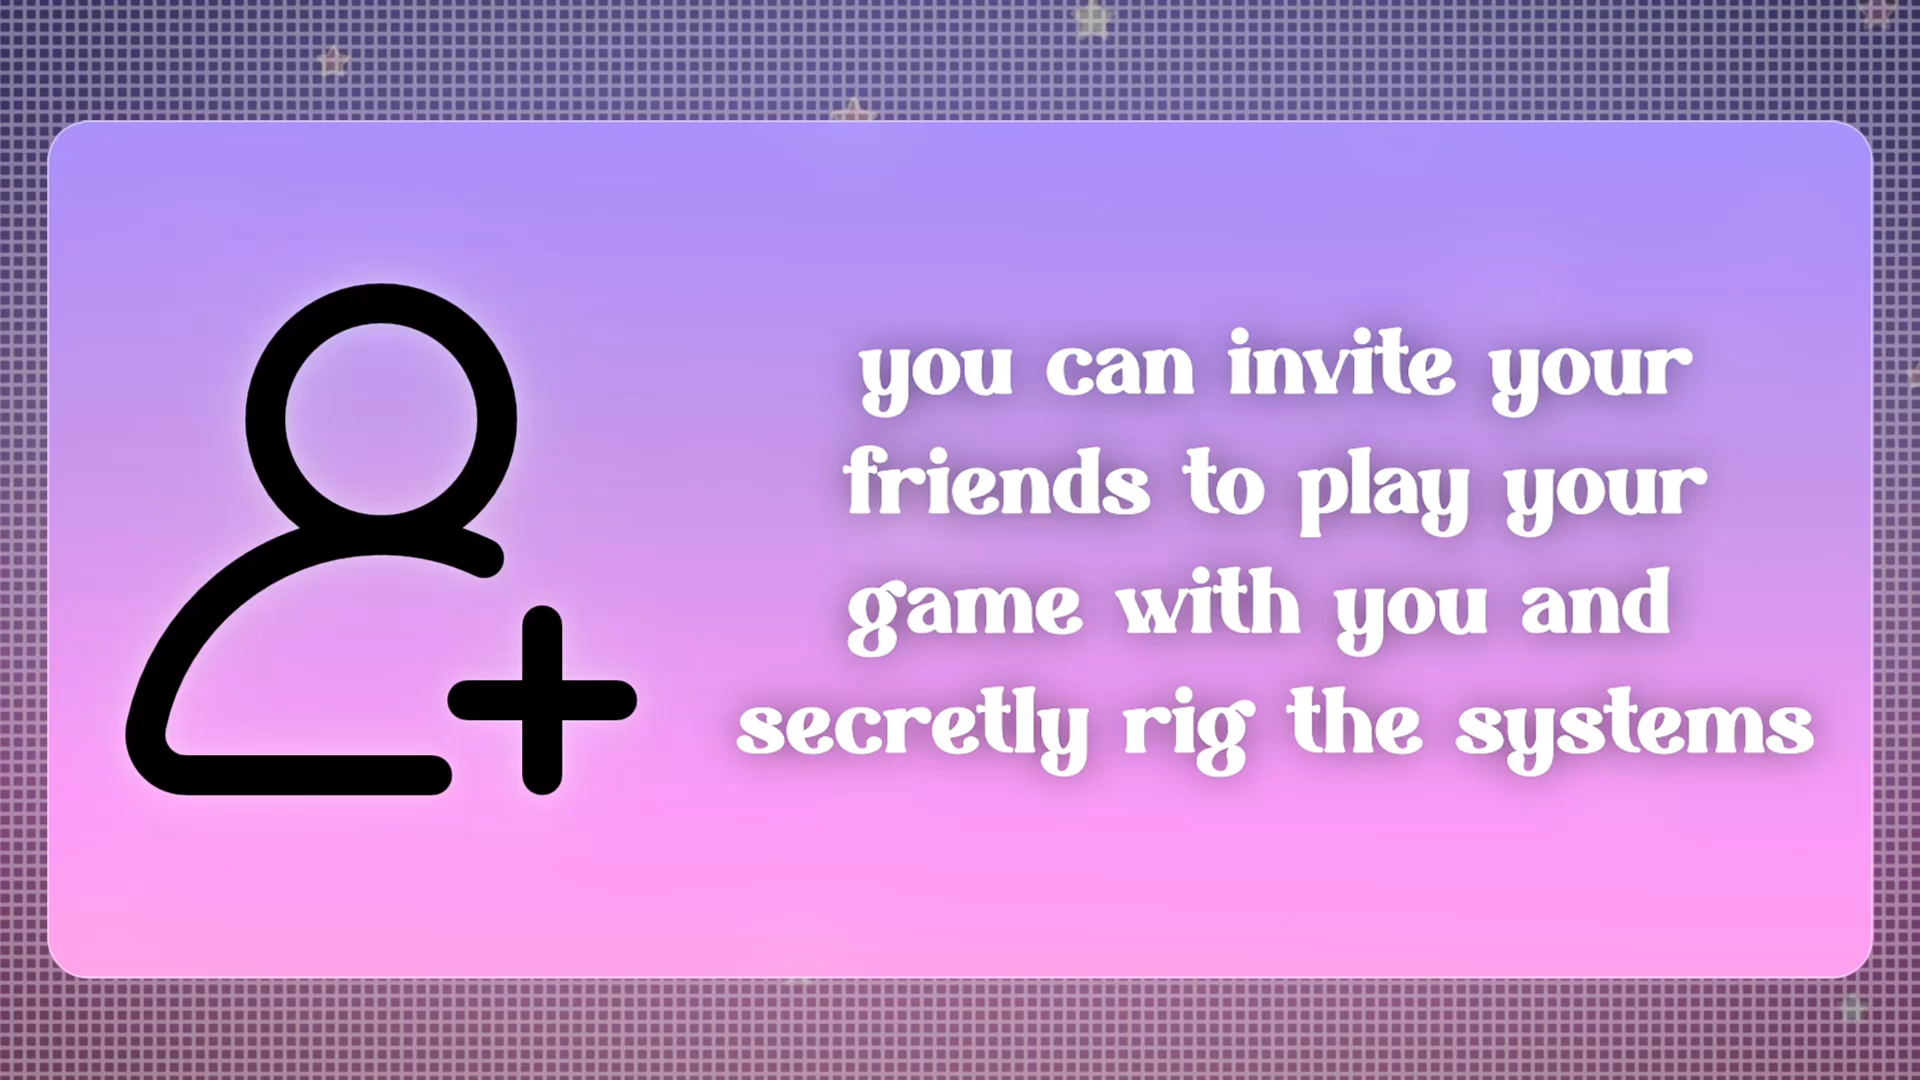 you can invite your
friends to play your
game with you and
secretly rig the systems